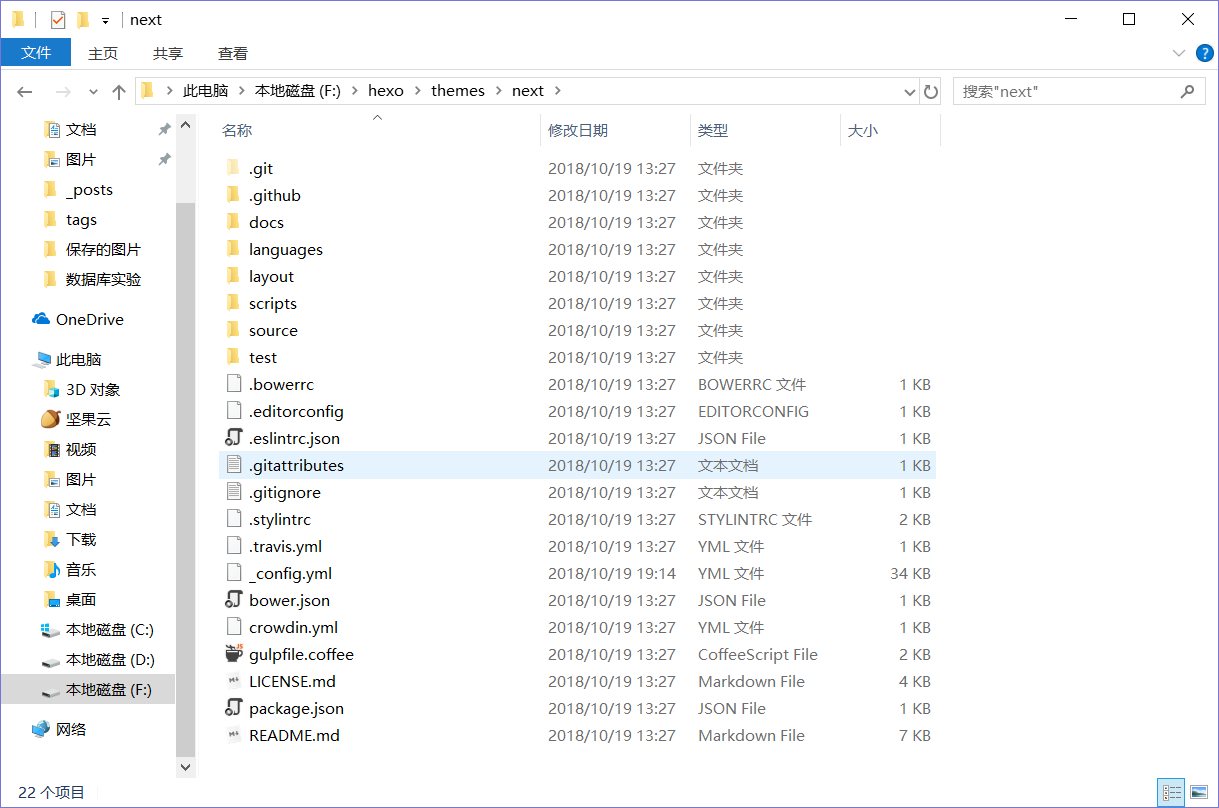 next
文件 主页 共享 查看
此电脑 本地磁盘 (F:) hexo themes next 搜索"next"
文档
图片
_posts
tags
保存的图片
数据库实验
OneDrive
此电脑
3D 对象
坚果云
视频
图片
文档
下载
音乐
桌面
本地磁盘 (C:)
本地磁盘 (D:)
本地磁盘 (F:)
网络
名称 修改日期 类型 大小
.git 2018/10/19 13:27 文件夹
.github 2018/10/19 13:27 文件夹
docs 2018/10/19 13:27 文件夹
languages 2018/10/19 13:27 文件夹
layout 2018/10/19 13:27 文件夹
scripts 2018/10/19 13:27 文件夹
source 2018/10/19 13:27 文件夹
test 2018/10/19 13:27 文件夹
.bowerrc 2018/10/19 13:27 BOWERRC 文件 1 KB
.editorconfig 2018/10/19 13:27 EDITORCONFIG 1 KB
.eslintrc.json 2018/10/19 13:27 JSON File 1 KB
.gitattributes 2018/10/19 13:27 文本文档 1 KB
.gitignore 2018/10/19 13:27 文本文档 1 KB
.stylintrc 2018/10/19 13:27 STYLINTRC 文件 2 KB
.travis.yml 2018/10/19 13:27 YML 文件 1 KB
_config.yml 2018/10/19 19:14 YML 文件 34 KB
bower.json 2018/10/19 13:27 JSON File 1 KB
crowdin.yml 2018/10/19 13:27 YML 文件 1 KB
gulpfile.coffee 2018/10/19 13:27 CoffeeScript File 2 KB
LICENSE.md 2018/10/19 13:27 Markdown File 4 KB
package.json 2018/10/19 13:27 JSON File 1 KB
README.md 2018/10/19 13:27 Markdown File 7 KB
22 个项目